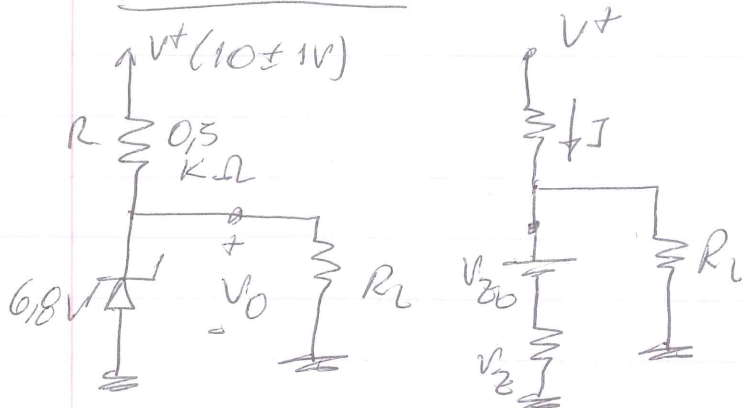 V+ (10 ± 1V)
R 0,5
KΩ
6,8V
+
V0
-
RL
V+
↓I
VZ0
rZ
RL